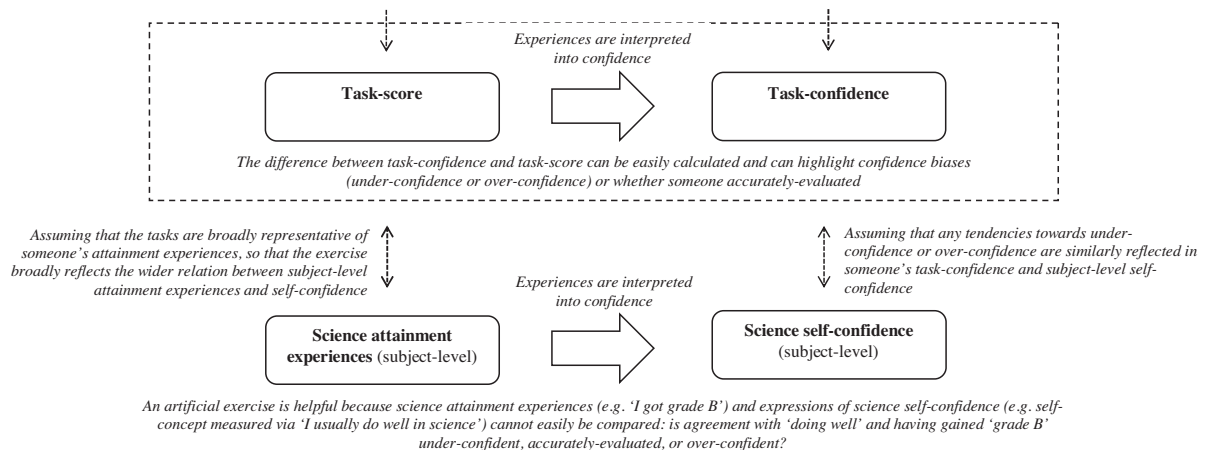 Experiences are interpreted
into confidence
Task-score
Task-confidence
The difference between task-confidence and task-score can be easily calculated and can highlight confidence biases
(under-confidence or over-confidence) or whether someone accurately-evaluated
Assuming that the tasks are broadly representative of
someone's attainment experiences, so that the exercise
broadly reflects the wider relation between subject-level
attainment experiences and self-confidence
Assuming that any tendencies towards under-
confidence or over-confidence are similarly reflected in
someone's task-confidence and subject-level self-
confidence
Experiences are interpreted
into confidence
Science attainment
experiences (subject-level)
Science self-confidence
(subject-level)
An artificial exercise is helpful because science attainment experiences (e.g. 'I got grade B') and expressions of science self-confidence (e.g. self-
concept measured via 'I usually do well in science') cannot easily be compared: is agreement with 'doing well' and having gained 'grade B'
under-confident, accurately-evaluated, or over-confident?